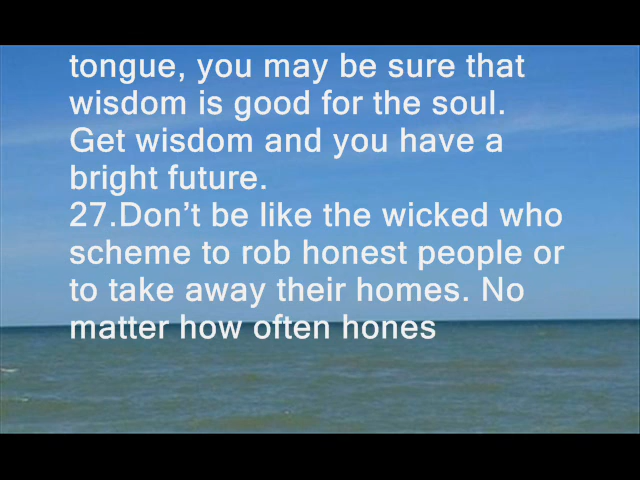 tongue, you may be sure that
wisdom is good for the soul.
Get wisdom and you have a
bright future.
27.Don’t be like the wicked who
scheme to rob honest people or
to take away their homes. No
matter how often hones